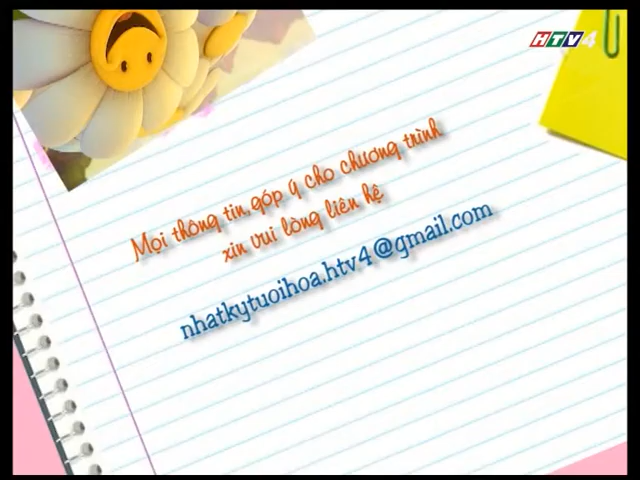 HTV4
Mọi thông tin, góp ý cho chương trình
xin vui lòng liên hệ
nhatkytuoihoa.htv4@gmail.com